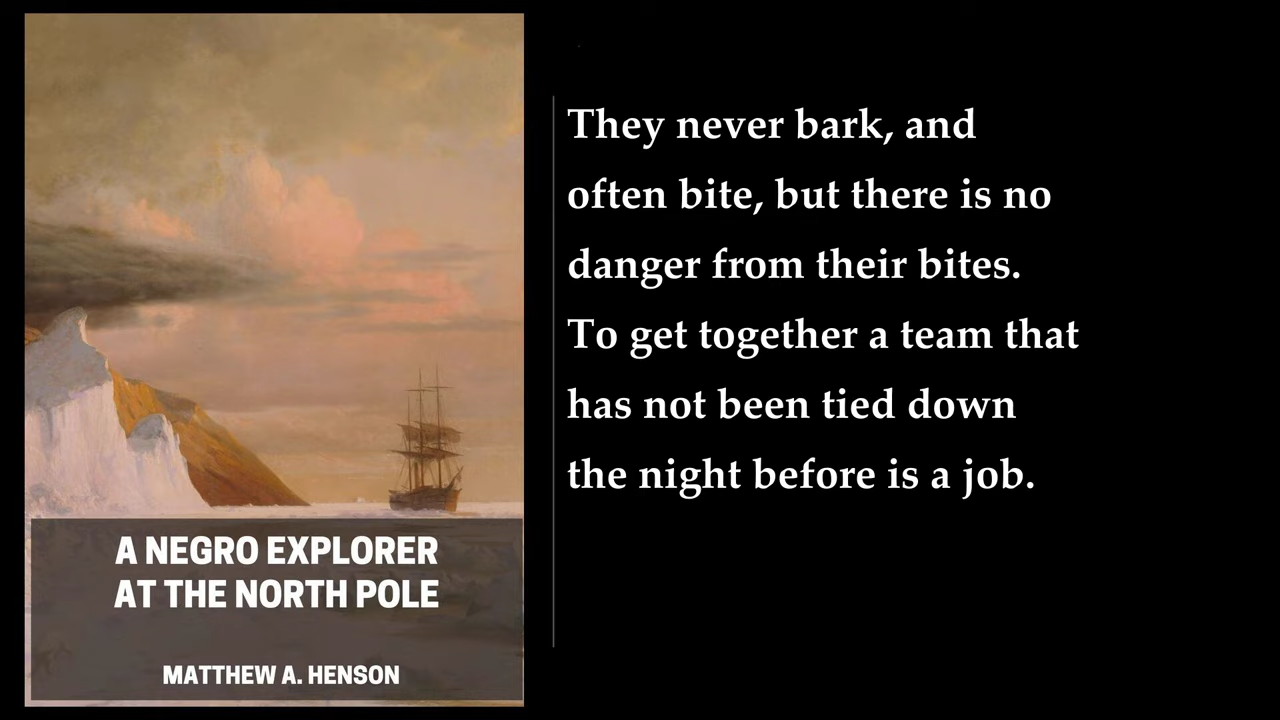 A NEGRO EXPLORER
AT THE NORTH POLE
MATTHEW A. HENSON
They never bark, and
often bite, but there is no
danger from their bites.
To get together a team that
has not been tied down
the night before is a job.